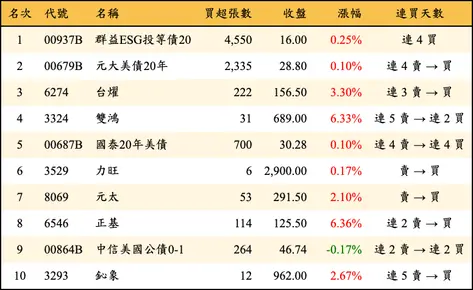 名次 代號 名稱 買超張數 收盤 漲幅 連買天數
1 00937B 群益ESG投等債20 4,550 16.00 0.25% 連 4 買
2 00679B 元大美債20年 2,335 28.80 0.10% 連 4 賣 → 買
3 6274 台燿 222 156.50 3.30% 連 3 賣 → 買
4 3324 雙鴻 31 689.00 6.33% 連 5 賣 → 連 2 買
5 00687B 國泰20年美債 700 30.28 0.10% 連 4 賣 → 連 4 買
6 3529 力旺 6 2,900.00 0.17% 賣 → 買
7 8069 元太 53 291.50 2.10% 賣 → 買
8 6546 正基 114 125.50 6.36% 連 2 賣 → 買
9 00864B 中信美國公債0-1 264 46.74 -0.17% 連 2 賣 → 連 2 買
10 3293 鈊象 12 962.00 2.67% 連 5 賣 → 買